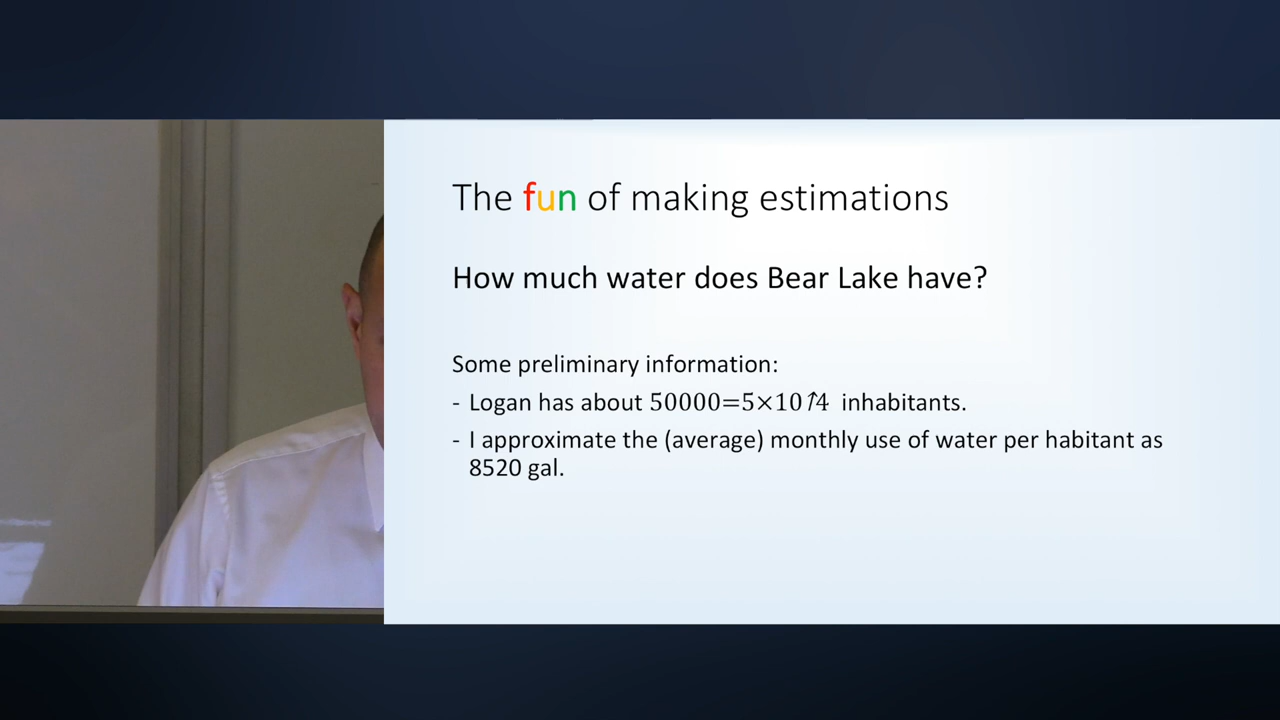 The fun of making estimations
How much water does Bear Lake have?
Some preliminary information:
- Logan has about 50000=5×10↑4 inhabitants.
- I approximate the (average) monthly use of water per habitant as
8520 gal.